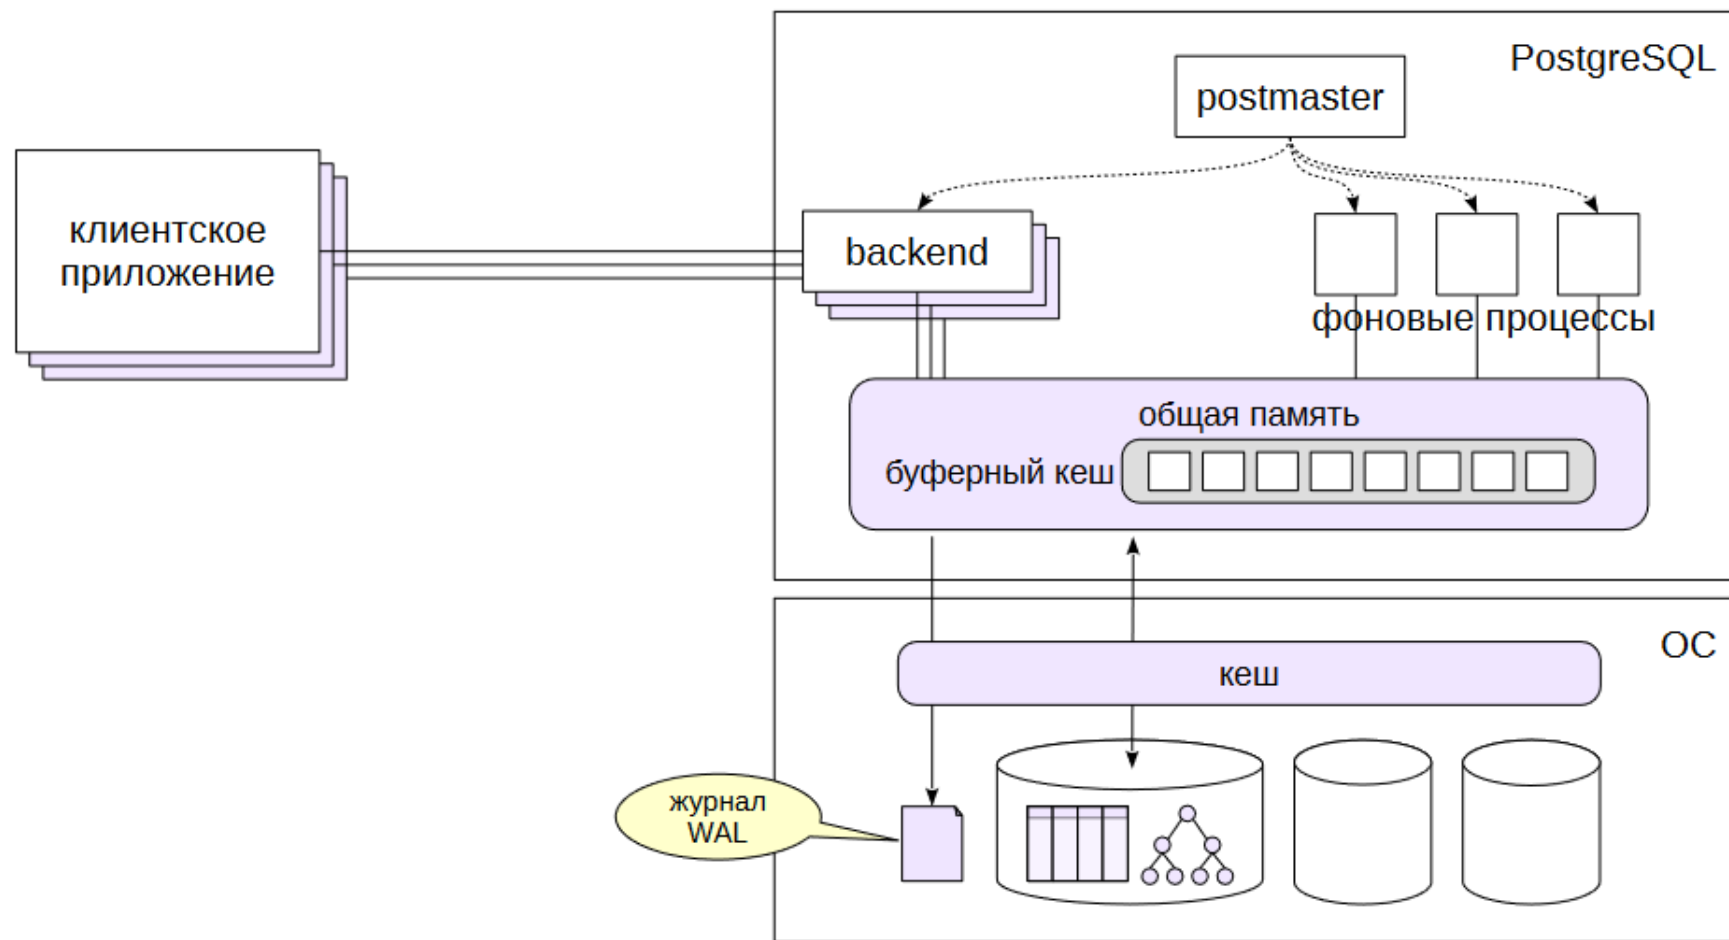 PostgreSQL
postmaster
клиентское
приложение
backend
фоновые процессы
общая память
буферный кеш
ОС
кеш
журнал
WAL